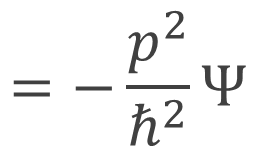 = − p²/ħ² Ψ